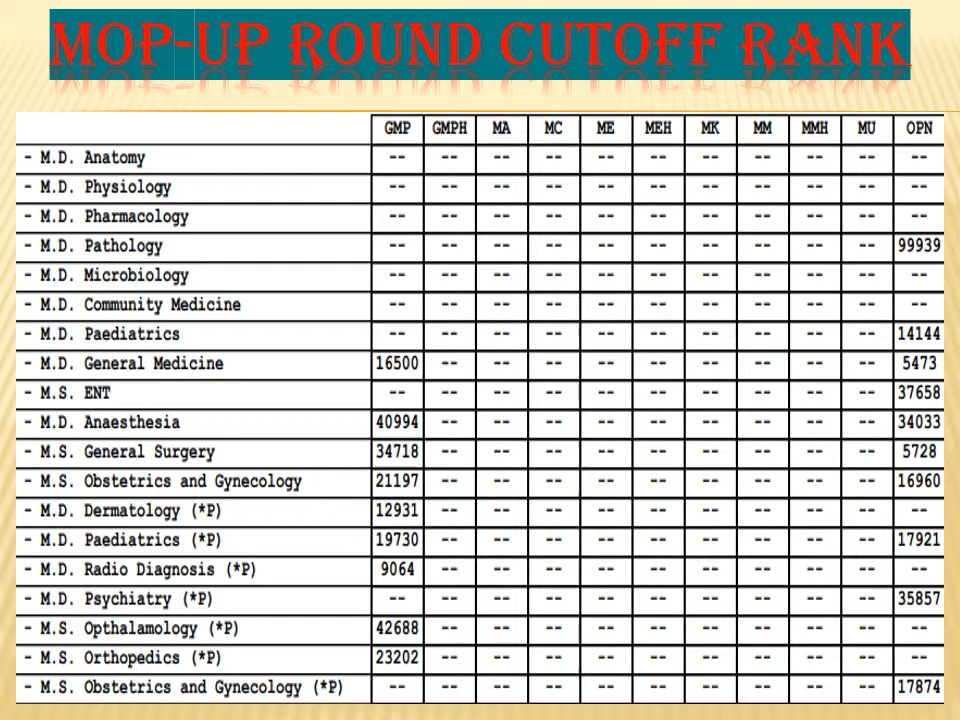 MOP-UP ROUND CUTOFF RANK
GMP GMPH MA MC ME MEH MK MM MMH MU OPN
- M.D. Anatomy -- -- -- -- -- -- -- -- -- -- --
- M.D. Physiology -- -- -- -- -- -- -- -- -- -- --
- M.D. Pharmacology -- -- -- -- -- -- -- -- -- -- --
- M.D. Pathology -- -- -- -- -- -- -- -- -- -- 99939
- M.D. Microbiology -- -- -- -- -- -- -- -- -- -- --
- M.D. Community Medicine -- -- -- -- -- -- -- -- -- -- --
- M.D. Paediatrics -- -- -- -- -- -- -- -- -- -- 14144
- M.D. General Medicine 16500 -- -- -- -- -- -- -- -- -- 5473
- M.S. ENT -- -- -- -- -- -- -- -- -- -- 37658
- M.D. Anaesthesia 40994 -- -- -- -- -- -- -- -- -- 34033
- M.S. General Surgery 34718 -- -- -- -- -- -- -- -- -- 5728
- M.S. Obstetrics and Gynecology 21197 -- -- -- -- -- -- -- -- -- 16960
- M.D. Dermatology (*P) 12931 -- -- -- -- -- -- -- -- -- --
- M.D. Paediatrics (*P) 19730 -- -- -- -- -- -- -- -- -- 17921
- M.D. Radio Diagnosis (*P) 9064 -- -- -- -- -- -- -- -- -- --
- M.D. Psychiatry (*P) -- -- -- -- -- -- -- -- -- -- 35857
- M.S. Opthalamology (*P) 42688 -- -- -- -- -- -- -- -- -- --
- M.S. Orthopedics (*P) 23202 -- -- -- -- -- -- -- -- -- --
- M.S. Obstetrics and Gynecology (*P) -- -- -- -- -- -- -- -- -- -- 17874